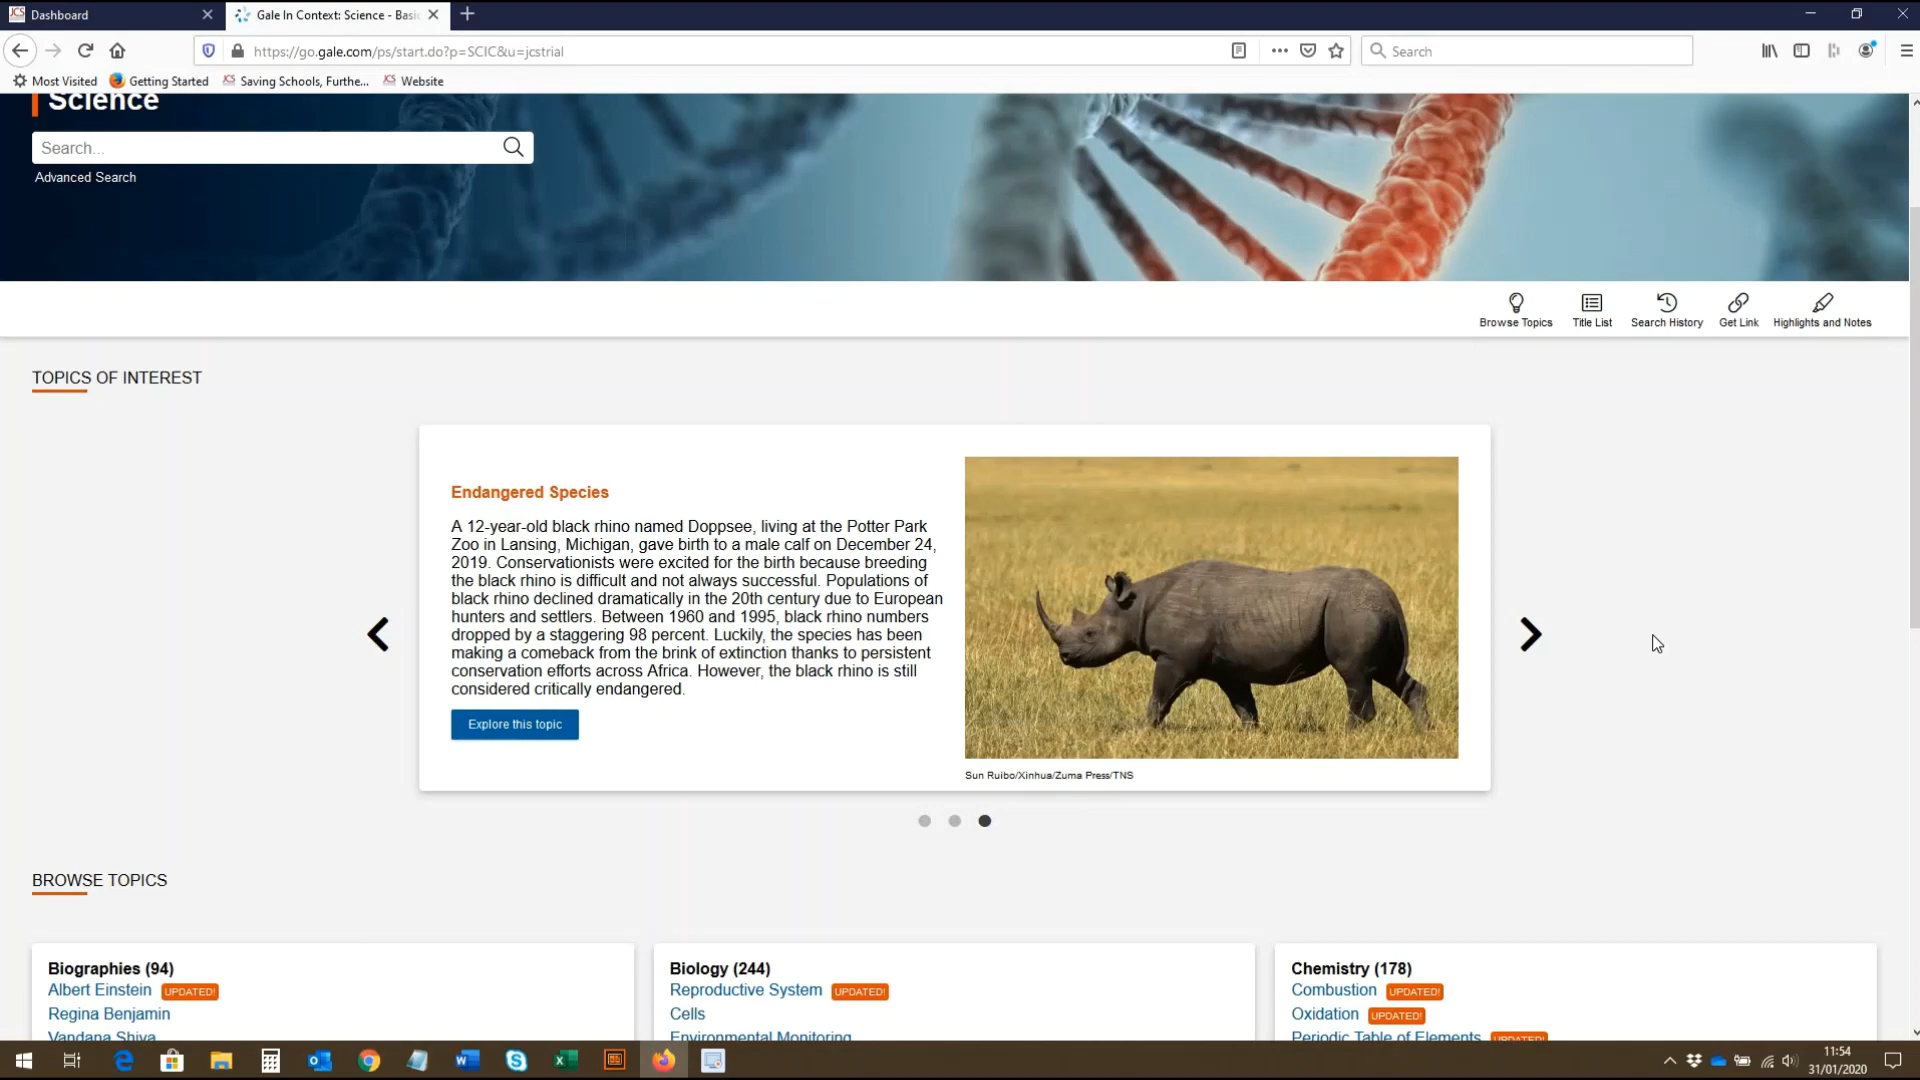 Dashboard
Gale In Context: Science - Basi
https://go.gale.com/ps/start.do?p=SCIC&u=jcstrial
Search
Most Visited
Getting Started
Saving Schools, Furthe...
Website
Science
Search...
Advanced Search
Browse Topics
Title List
Search History
Get Link
Highlights and Notes
TOPICS OF INTEREST
Endangered Species
A 12-year-old black rhino named Doppsee, living at the Potter Park
Zoo in Lansing, Michigan, gave birth to a male calf on December 24,
2019. Conservationists were excited for the birth because breeding
the black rhino is difficult and not always successful. Populations of
black rhino declined dramatically in the 20th century due to European
hunters and settlers. Between 1960 and 1995, black rhino numbers
dropped by a staggering 98 percent. Luckily, the species has been
making a comeback from the brink of extinction thanks to persistent
conservation efforts across Africa. However, the black rhino is still
considered critically endangered.
Explore this topic
Sun Ruibo/Xinhua/Zuma Press/TNS
BROWSE TOPICS
Biographies (94)
Albert Einstein UPDATED!
Regina Benjamin
Vandana Shiva
Biology (244)
Reproductive System UPDATED!
Cells
Environmental Monitoring
Chemistry (178)
Combustion UPDATED!
Oxidation UPDATED!
Periodic Table of Elements UPDATED!
11:54
31/01/2020